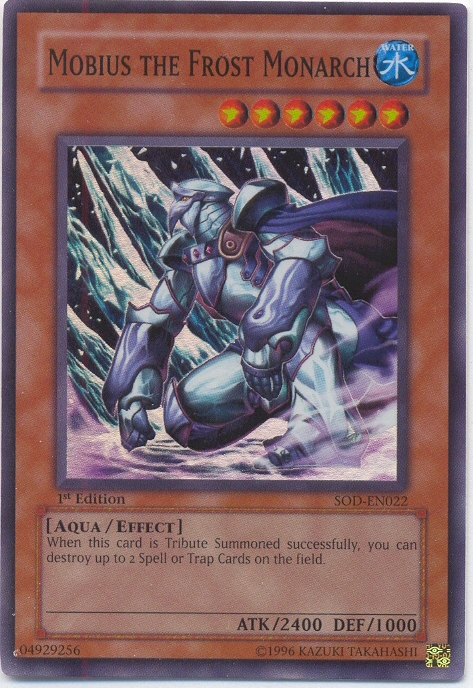 MOBIUS THE FROST MONARCH
WATER
水
1st Edition
SOD-EN022
[AQUA / EFFECT]
When this card is Tribute Summoned successfully, you can
destroy up to 2 Spell or Trap Cards on the field.
ATK/2400 DEF/1000
04929256
©1996 KAZUKI TAKAHASHI